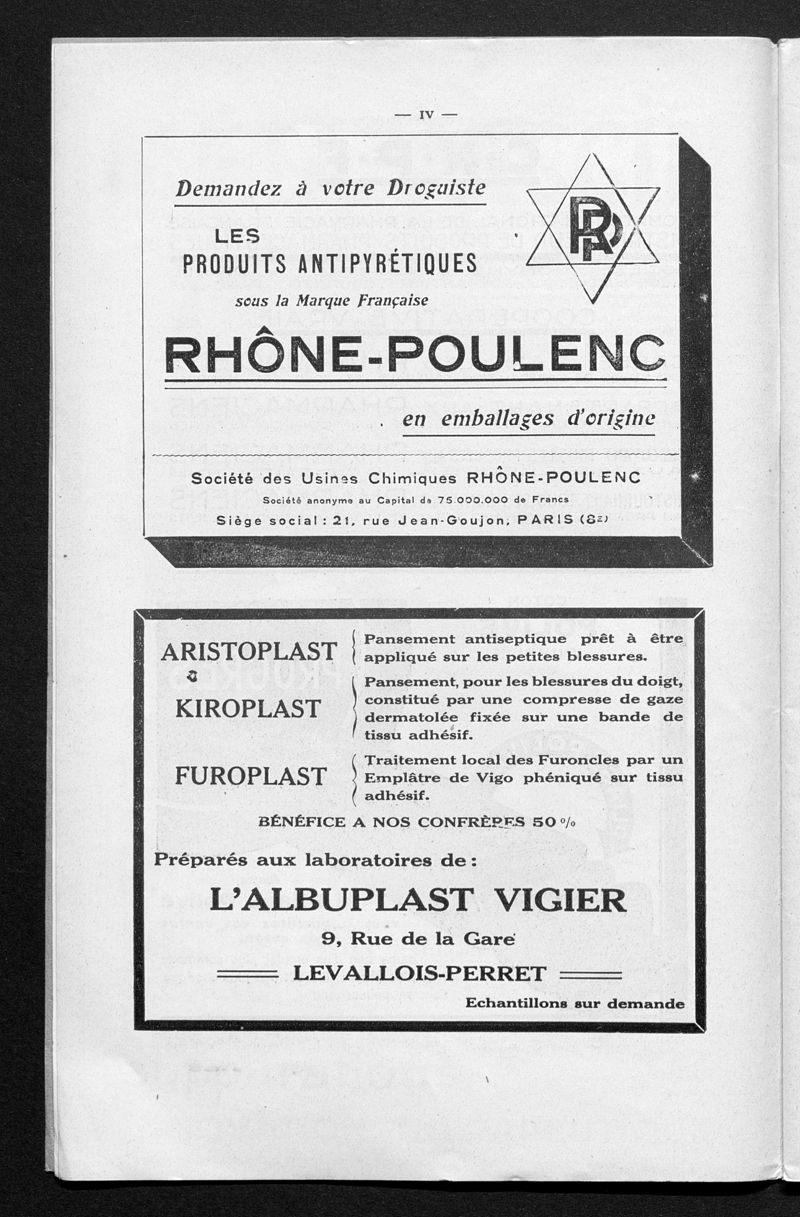 — IV —
Demandez à votre Droguiste
LES
PRODUITS ANTIPYRÉTIQUES
sous la Marque Française
RHÔNE-POULENC
en emballages d'origine
Société des Usines Chimiques RHÔNE-POULENC
Société anonyme au Capital de 75.000.000 de Francs
Siège social : 21, rue Jean-Goujon, PARIS (8e)
ARISTOPLAST
Pansement antiseptique prêt à être
appliqué sur les petites blessures.
KIROPLAST
Pansement, pour les blessures du doigt,
constitué par une compresse de gaze
dermatolée fixée sur une bande de
tissu adhésif.
FUROPLAST
Traitement local des Furoncles par un
Emplâtre de Vigo phéniqué sur tissu
adhésif.
BÉNÉFICE A NOS CONFRÈRES 50 %
Préparés aux laboratoires de :
L'ALBUPLAST VIGIER
9, Rue de la Gare
LEVALLOIS-PERRET
Echantillons sur demande